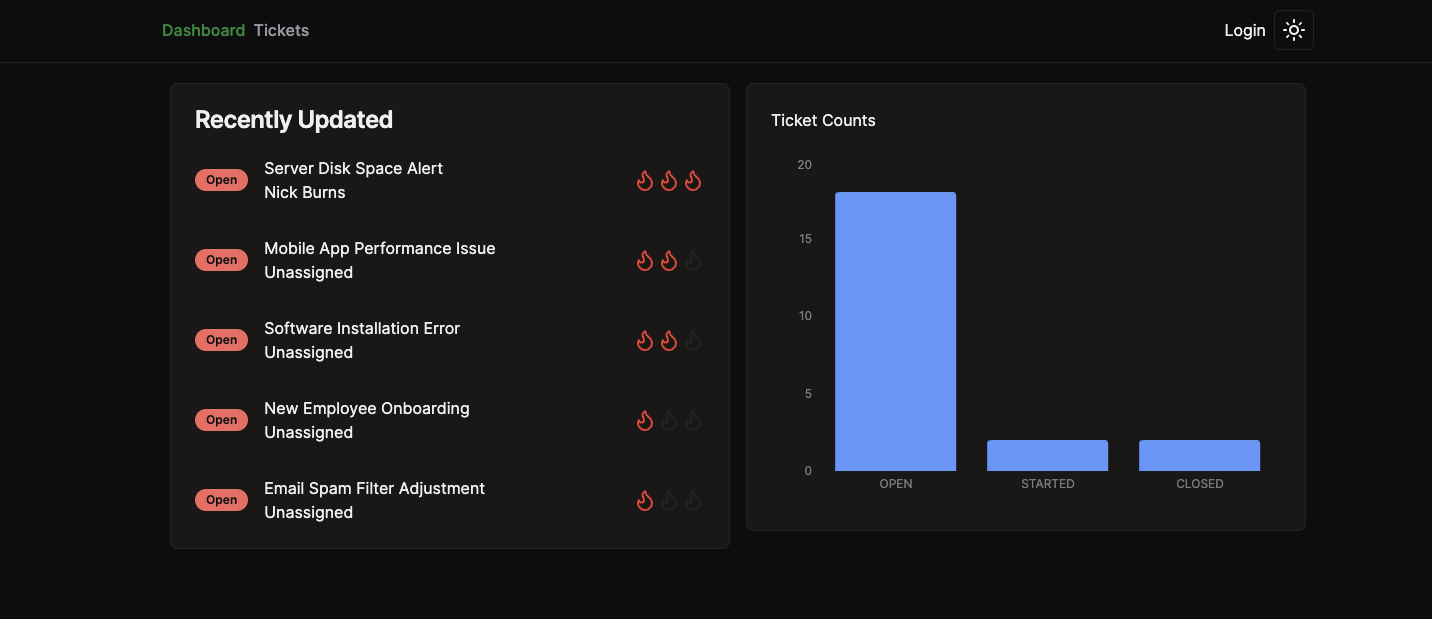 Dashboard Tickets Login
Recently Updated
Open
Server Disk Space Alert
Nick Burns
Open
Mobile App Performance Issue
Unassigned
Open
Software Installation Error
Unassigned
Open
New Employee Onboarding
Unassigned
Open
Email Spam Filter Adjustment
Unassigned
Ticket Counts
20
15
10
5
0
OPEN STARTED CLOSED